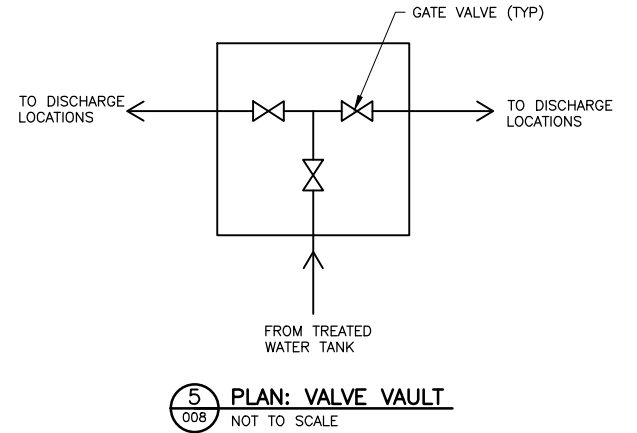 GATE VALVE (TYP)
TO DISCHARGE
LOCATIONS
TO DISCHARGE
LOCATIONS
FROM TREATED
WATER TANK
5
008
PLAN: VALVE VAULT
NOT TO SCALE